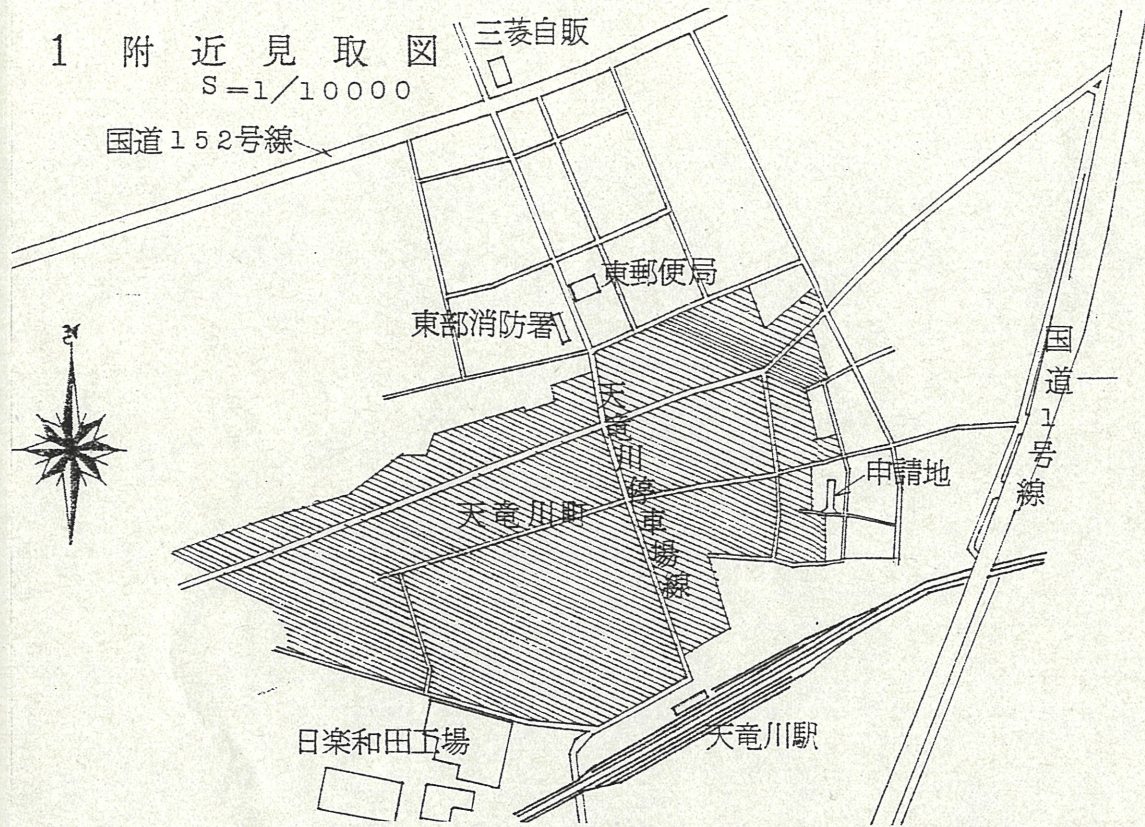 1 附近見取図
S=1/10000
三菱自販
国道152号線
東郵便局
東部消防署
国道1号線
天竜川停車場線
申請地
天竜川町
日楽和田工場
天竜川駅